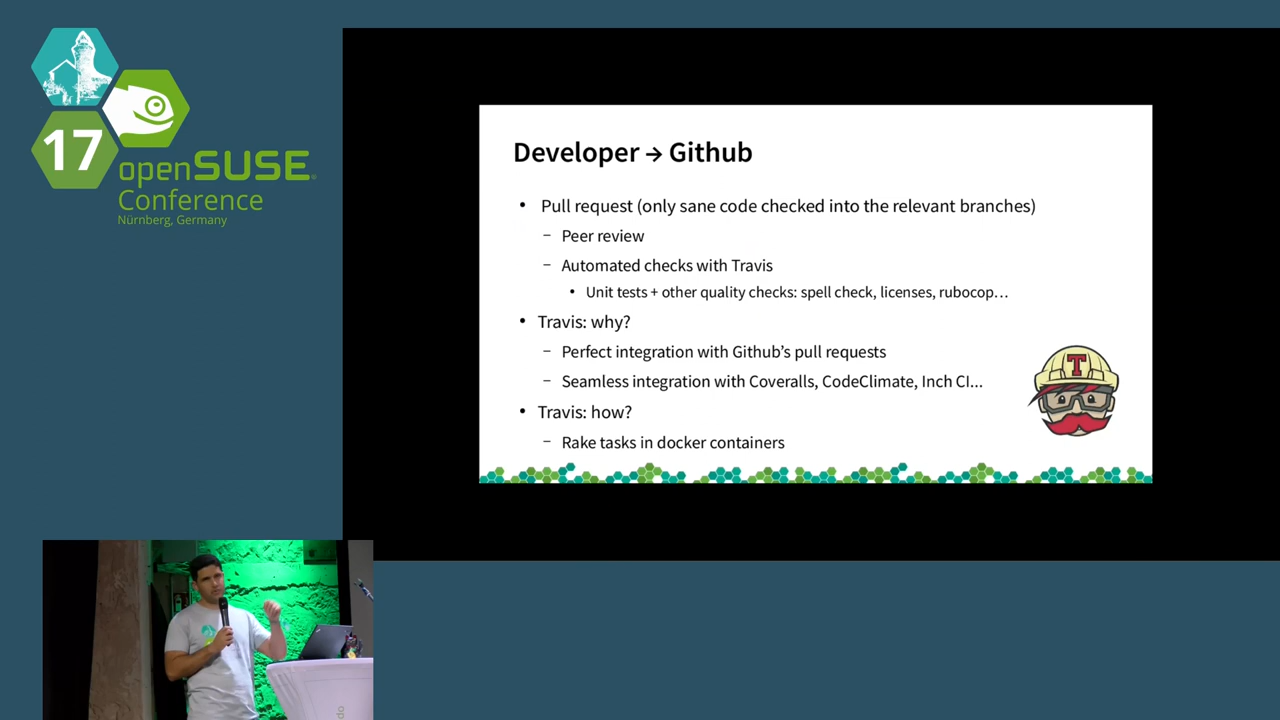 17
openSUSE
Conference
Nürnberg, Germany
Developer → Github
• Pull request (only sane code checked into the relevant branches)
– Peer review
– Automated checks with Travis
• Unit tests + other quality checks: spell check, licenses, rubocop…
• Travis: why?
– Perfect integration with Github’s pull requests
– Seamless integration with Coveralls, CodeClimate, Inch CI...
• Travis: how?
– Rake tasks in docker containers
T